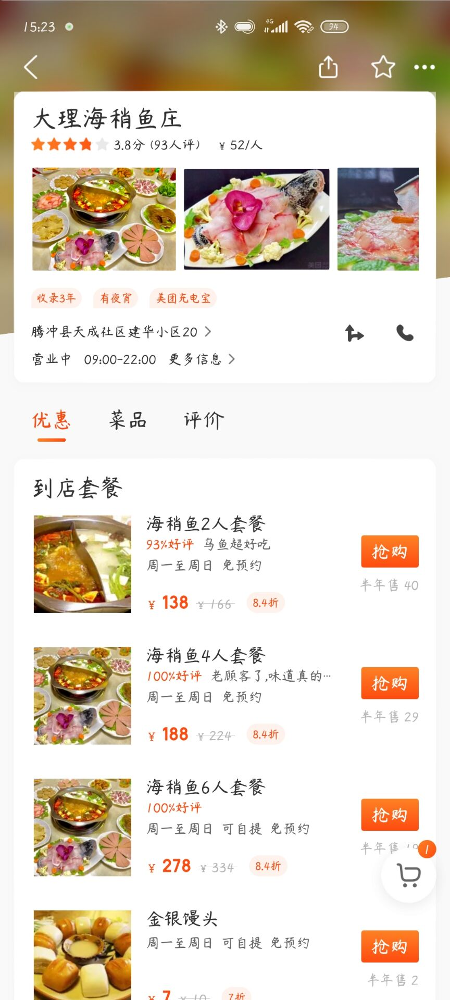 15:23
4G
94
大理海稍鱼庄
3.8分 (93人评) ¥ 52/人
美团
收录3年 有夜宵 美团充电宝
腾冲县天成社区建华小区20
营业中 09:00-22:00 更多信息
优惠 菜品 评价
到店套餐
海稍鱼2人套餐
93%好评 乌鱼超好吃
抢购
周一至周日 免预约
半年售 40
¥ 138 ¥ 166 8.4折
海稍鱼4人套餐
100%好评 老顾客了,味道真的…
抢购
周一至周日 免预约
半年售 29
¥ 188 ¥ 224 8.4折
海稍鱼6人套餐
100%好评
抢购
周一至周日 可自提 免预约
半年售
1
¥ 278 ¥ 334 8.4折
金银馒头
周一至周日 可自提 免预约
抢购
半年售 2
¥ 7 ¥ 10 7折